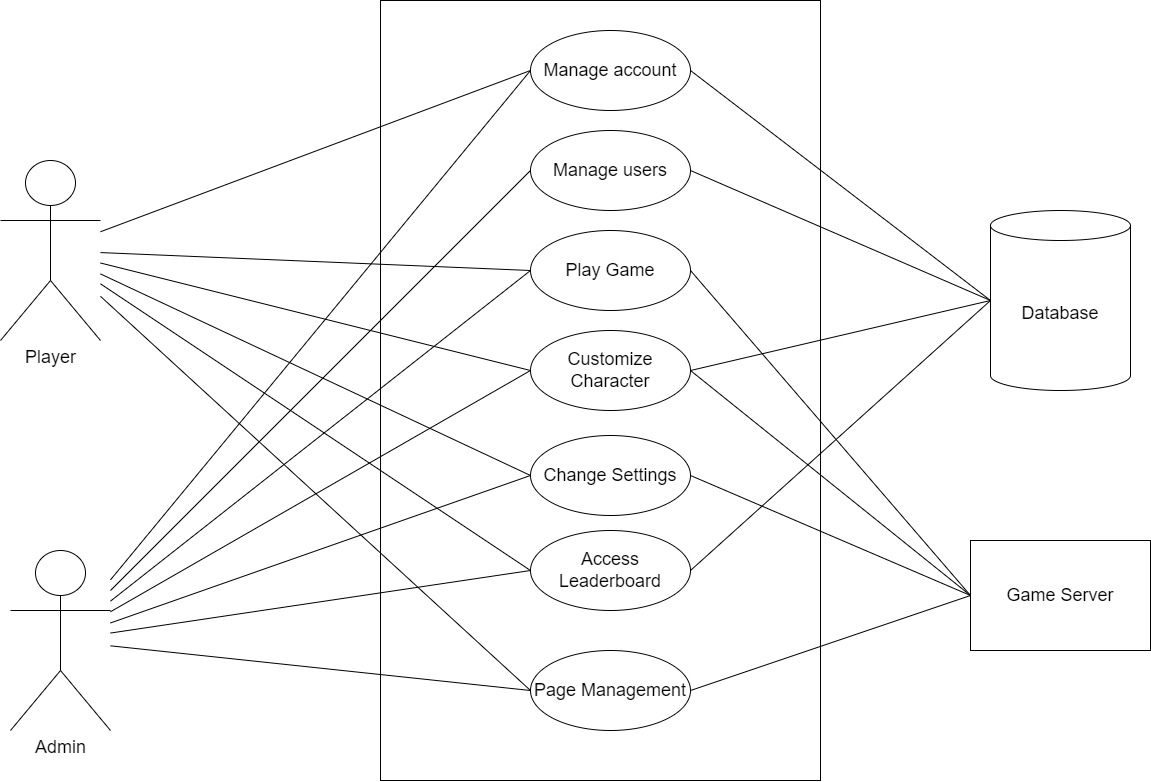 Manage account
Manage users
Play Game
Customize
Character
Change Settings
Access
Leaderboard
Page Management
Player
Admin
Database
Game Server